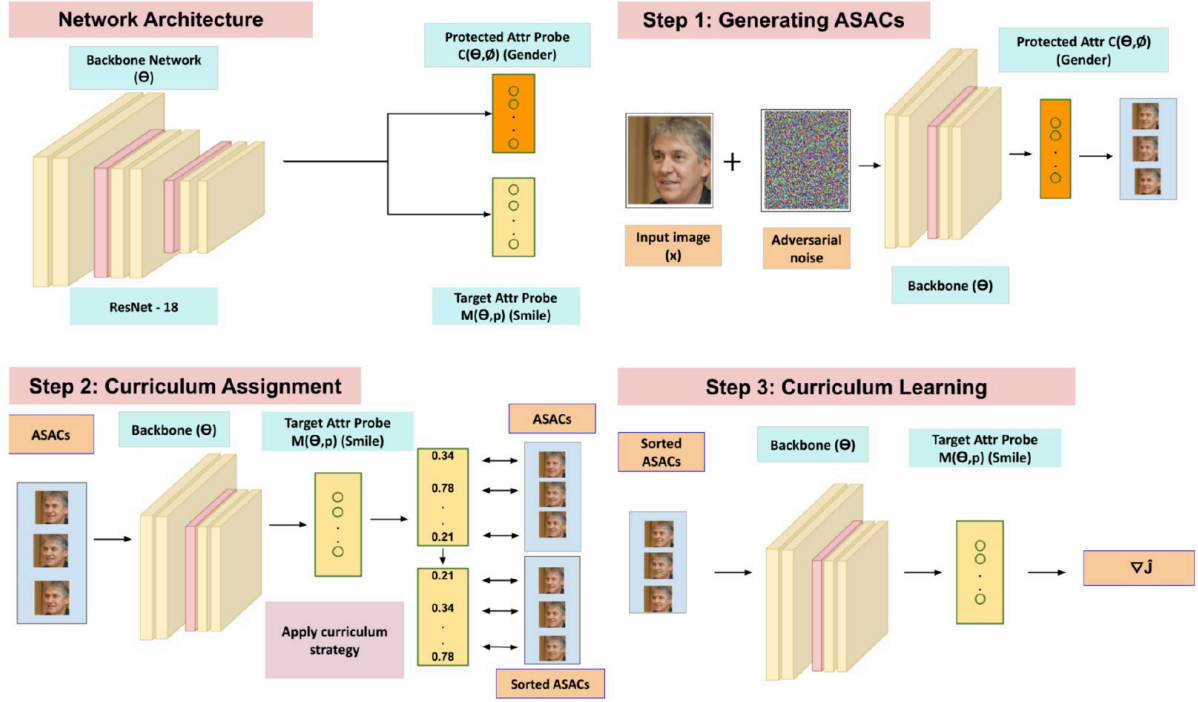 Network Architecture
Backbone Network
(Ө)
ResNet - 18
Protected Attr Probe
C(Ө,Ø) (Gender)
Target Attr Probe
M(Ө,p) (Smile)
Step 1: Generating ASACs
Input image
(x)
+
Adversarial
noise
Backbone (Ө)
Protected Attr C(Ө,Ø)
(Gender)
Step 2: Curriculum Assignment
ASACs
Backbone (Ө)
Target Attr Probe
M(Ө,p) (Smile)
0.34
0.78
.
.
0.21
ASACs
0.21
0.34
.
.
0.78
Apply curriculum
strategy
Sorted ASACs
Step 3: Curriculum Learning
Sorted
ASACs
Backbone (Ө)
Target Attr Probe
M(Ө,p) (Smile)
∇Ĵ